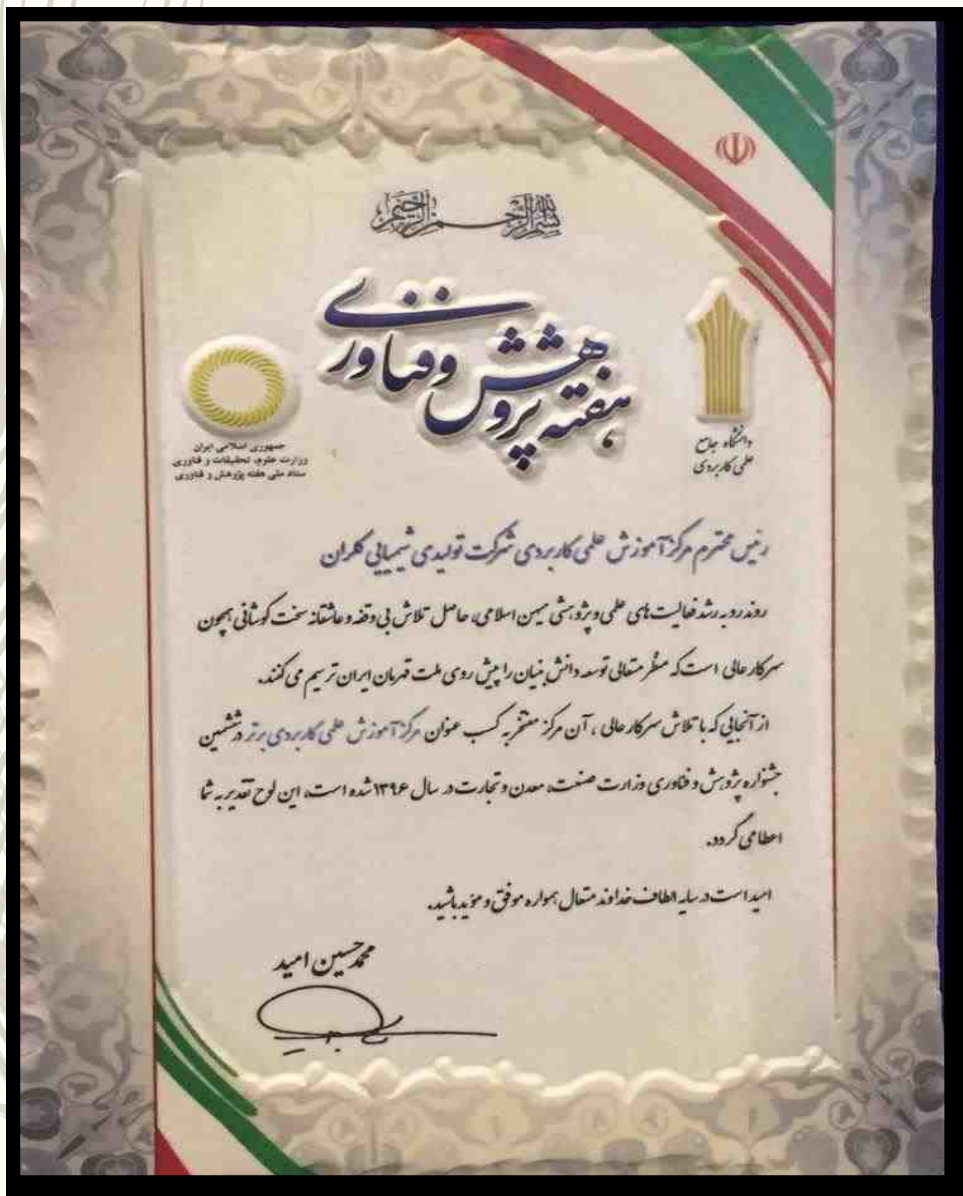 بسم الله الرحمن الرحیم
هفته پژوهش و فناوری
دانشگاه جامع
علمی کاربردی
جمهوری اسلامی ایران
وزارت علوم، تحقیقات و فناوری
ستاد ملی هفته پژوهش و فناوری
رئیس محترم مرکز آموزش علمی کاربردی شرکت تولیدی شیمیایی کلران
روند رو به رشد فعالیت های علمی و پژوهشی میهن اسلامی، حاصل تلاش بی وقفه و عاشقانه سخت کوشانی همچون
سرکار عالی است که منظر متعالی توسعه دانش بنیان را پیش روی ملت قهرمان ایران ترسیم می کنند.
از آنجایی که با تلاش سرکار عالی، آن مرکز مفتخر به کسب عنوان مرکز آموزش علمی کاربردی برتر در ششمین
جشنواره پژوهش و فناوری وزارت صنعت، معدن و تجارت در سال ۱۳۹۶ شده است، این لوح تقدیر به شما
اعطا می گردد.
امید است در سایه الطاف خداوند متعال همواره موفق و مؤید باشید.
محمدحسین امید